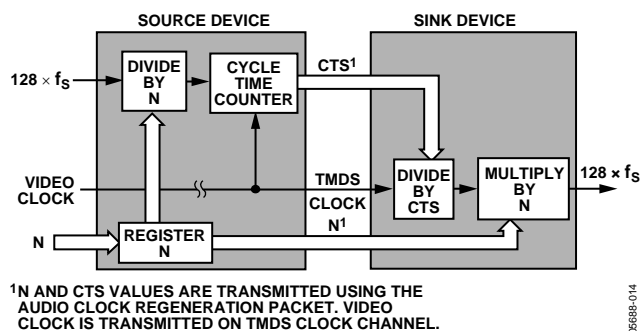 SOURCE DEVICE
SINK DEVICE
128 × fS
DIVIDE
BY
N
CYCLE
TIME
COUNTER
CTS1
VIDEO
CLOCK
TMDS
CLOCK
N1
DIVIDE
BY
CTS
MULTIPLY
BY
N
128 × fS
N
REGISTER
N
1N AND CTS VALUES ARE TRANSMITTED USING THE
AUDIO CLOCK REGENERATION PACKET. VIDEO
CLOCK IS TRANSMITTED ON TMDS CLOCK CHANNEL.